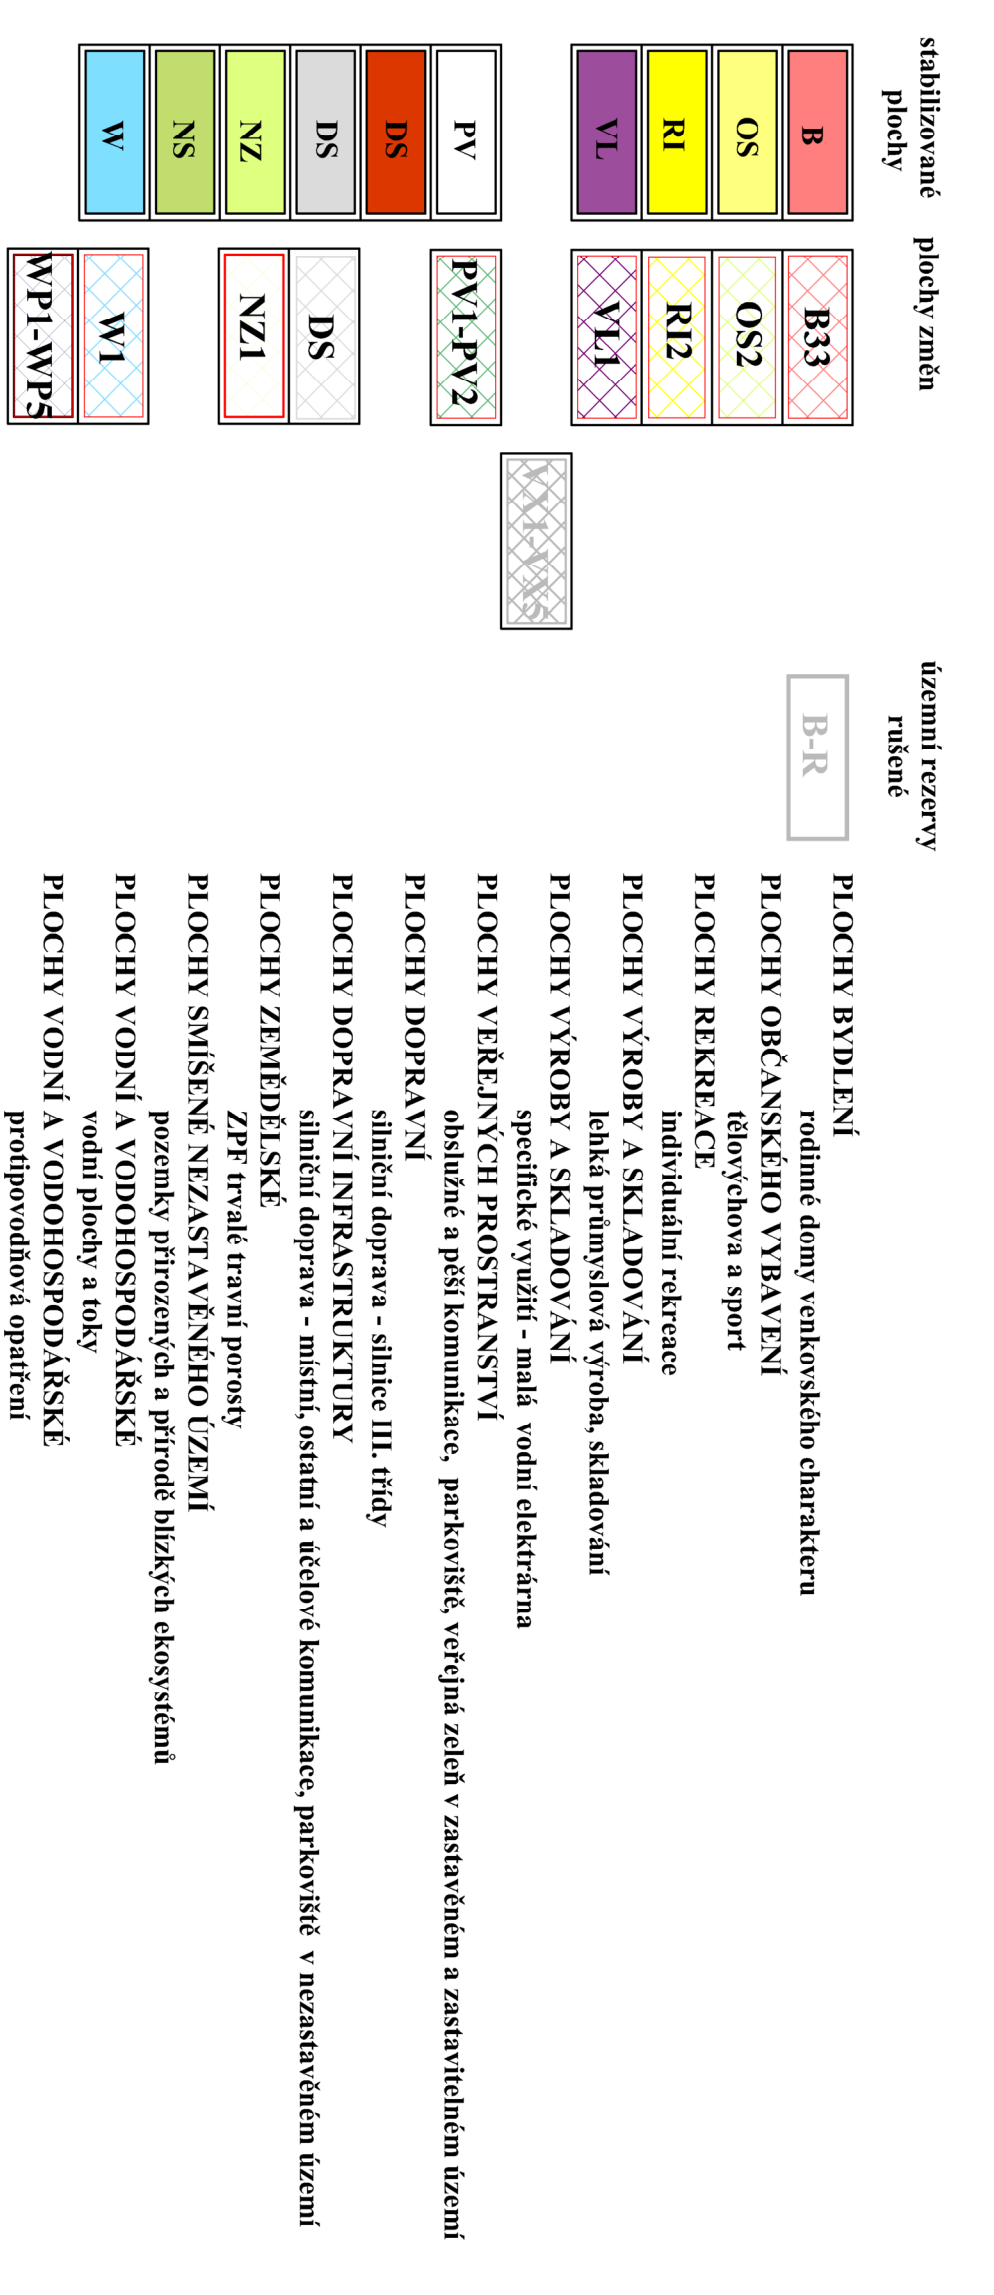 stabilizované
plochy
plochy změn
územní rezervy
rušené
B
B33
B-R
PLOCHY BYDLENÍ
rodinné domy venkovského charakteru
OS
OS2
PLOCHY OBČANSKÉHO VYBAVENÍ
tělovýchova a sport
RI
RI2
PLOCHY REKREACE
individuální rekreace
VL
VL1
PLOCHY VÝROBY A SKLADOVÁNÍ
lehká průmyslová výroba, skladování
VX1-VX5
PLOCHY VÝROBY A SKLADOVÁNÍ
specifické využití - malá vodní elektrárna
PV
PV1-PV2
PLOCHY VEŘEJNÝCH PROSTRANSTVÍ
obslužné a pěší komunikace, parkoviště, veřejná zeleň v zastavěném a zastavitelném území
DS
PLOCHY DOPRAVNÍ
silniční doprava - silnice III. třídy
DS
DS
PLOCHY DOPRAVNÍ INFRASTRUKTURY
silniční doprava - místní, ostatní a účelové komunikace, parkoviště v nezastavěném území
NZ
NZ1
PLOCHY ZEMĚDĚLSKÉ
ZPF trvalé travní porosty
NS
PLOCHY SMÍŠENÉ NEZASTAVĚNÉHO ÚZEMÍ
pozemky přirozených a přírodě blízkých ekosystémů
W
W1
PLOCHY VODNÍ A VODOHOSPODÁŘSKÉ
vodní plochy a toky
WP1-WP5
PLOCHY VODNÍ A VODOHOSPODÁŘSKÉ
protipovodňová opatření